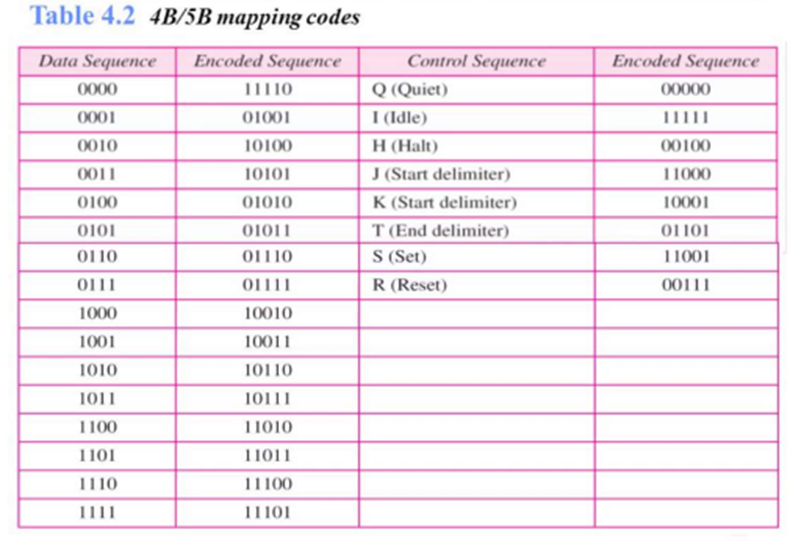 Table 4.2 4B/5B mapping codes
Data Sequence Encoded Sequence Control Sequence Encoded Sequence
0000 11110 Q (Quiet) 00000
0001 01001 I (Idle) 11111
0010 10100 H (Halt) 00100
0011 10101 J (Start delimiter) 11000
0100 01010 K (Start delimiter) 10001
0101 01011 T (End delimiter) 01101
0110 01110 S (Set) 11001
0111 01111 R (Reset) 00111
1000 10010
1001 10011
1010 10110
1011 10111
1100 11010
1101 11011
1110 11100
1111 11101